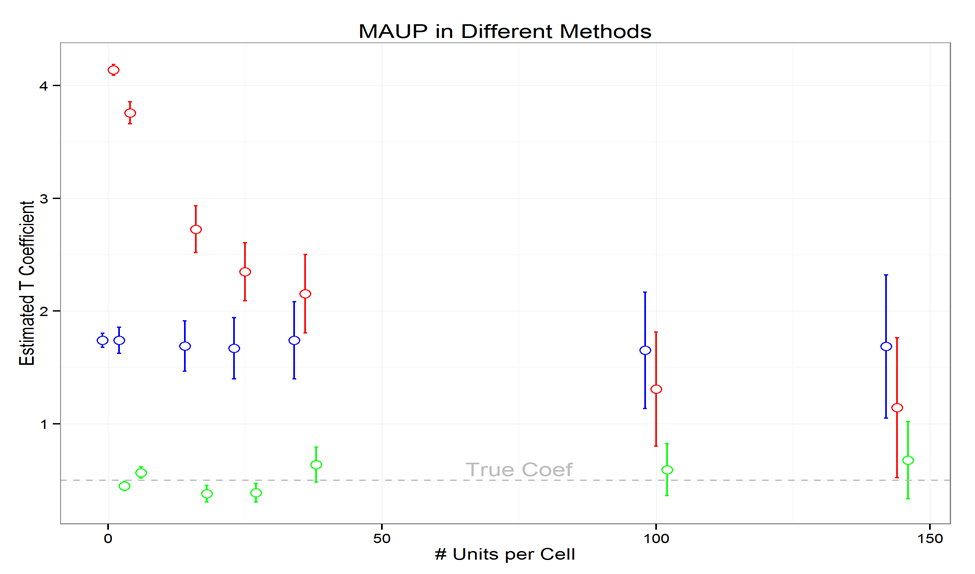 MAUP in Different Methods
Estimated T Coefficient
4
3
2
1
True Coef
0
50
100
150
# Units per Cell